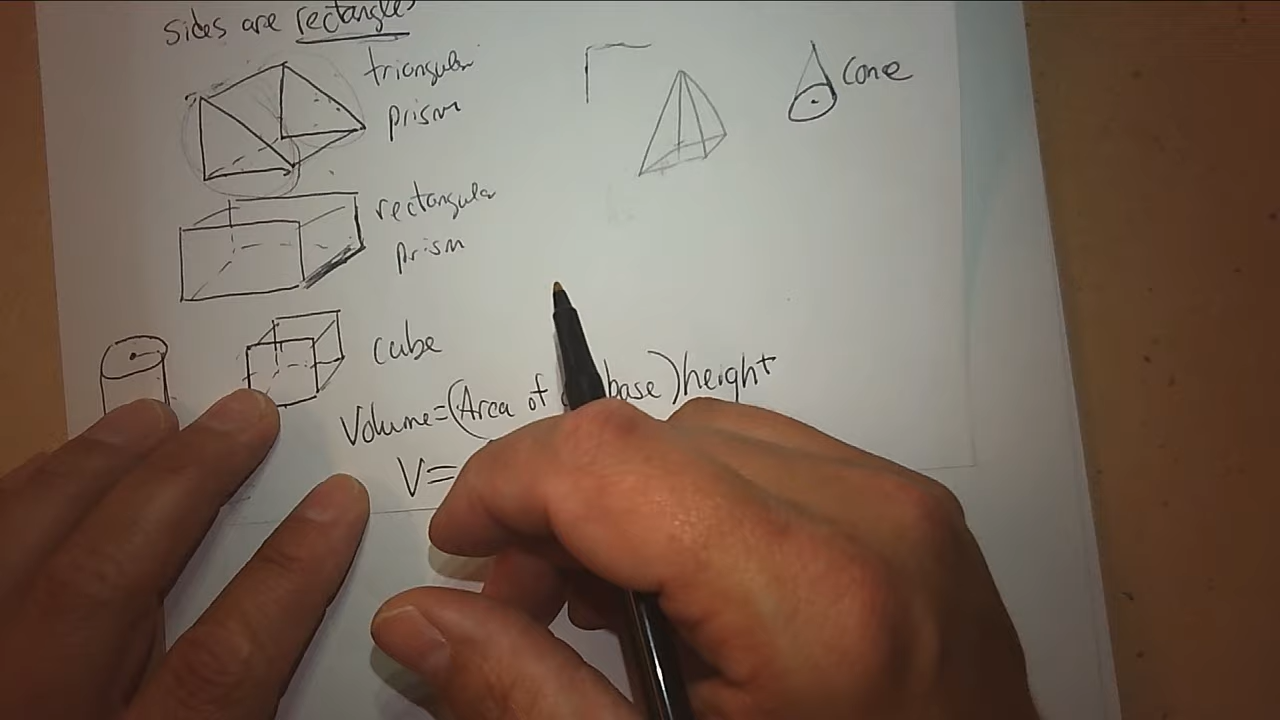 sides are rectangles
triangular
prism
cone
rectangular
prism
cube
Volume=(Area of base)height
V=